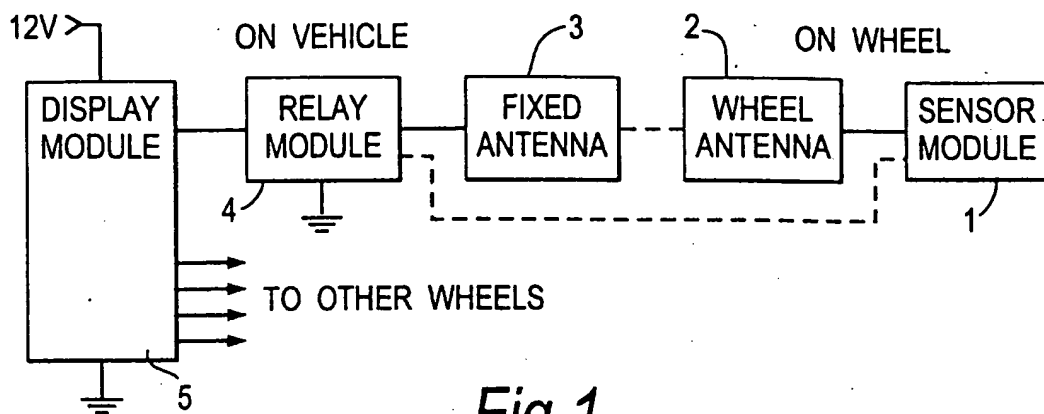 12V
ON VEHICLE
3
2
ON WHEEL
DISPLAY
MODULE
RELAY
MODULE
FIXED
ANTENNA
WHEEL
ANTENNA
SENSOR
MODULE
4
1
TO OTHER WHEELS
5
Fig.1